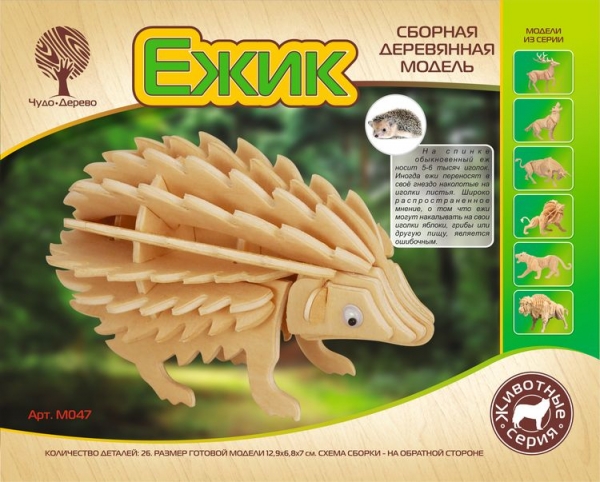 Чудо-Дерево
Ежик
СБОРНАЯ
ДЕРЕВЯННАЯ
МОДЕЛЬ
МОДЕЛИ
ИЗ СЕРИИ
На спинке
обыкновенный еж
носит 5-6 тысяч иголок.
Иногда ежи переносят в
своё гнездо наколотые на
иголки листья. Широко
распространённое
мнение, о том что ежи
могут накалывать на свои
иголки яблоки, грибы или
другую пищу, является
ошибочным.
Арт. М047
Животные
серия
КОЛИЧЕСТВО ДЕТАЛЕЙ: 26. РАЗМЕР ГОТОВОЙ МОДЕЛИ 12,9х6,8х7 см. СХЕМА СБОРКИ - НА ОБРАТНОЙ СТОРОНЕ